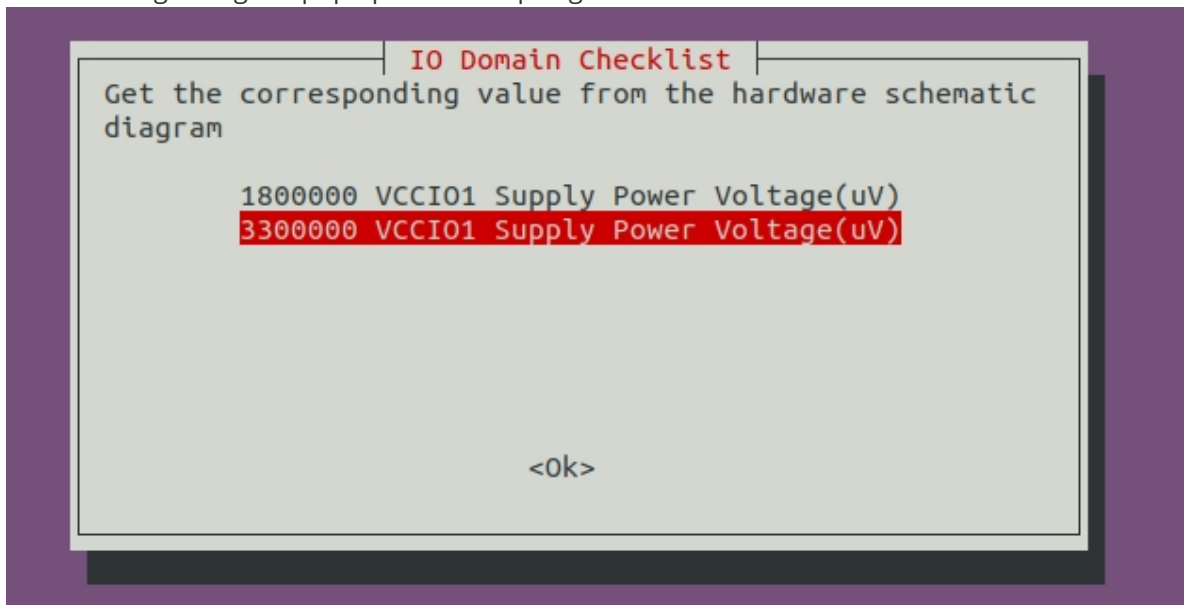 IO Domain Checklist
Get the corresponding value from the hardware schematic
diagram
1800000 VCCIO1 Supply Power Voltage(uV)
3300000 VCCIO1 Supply Power Voltage(uV)
<Ok>